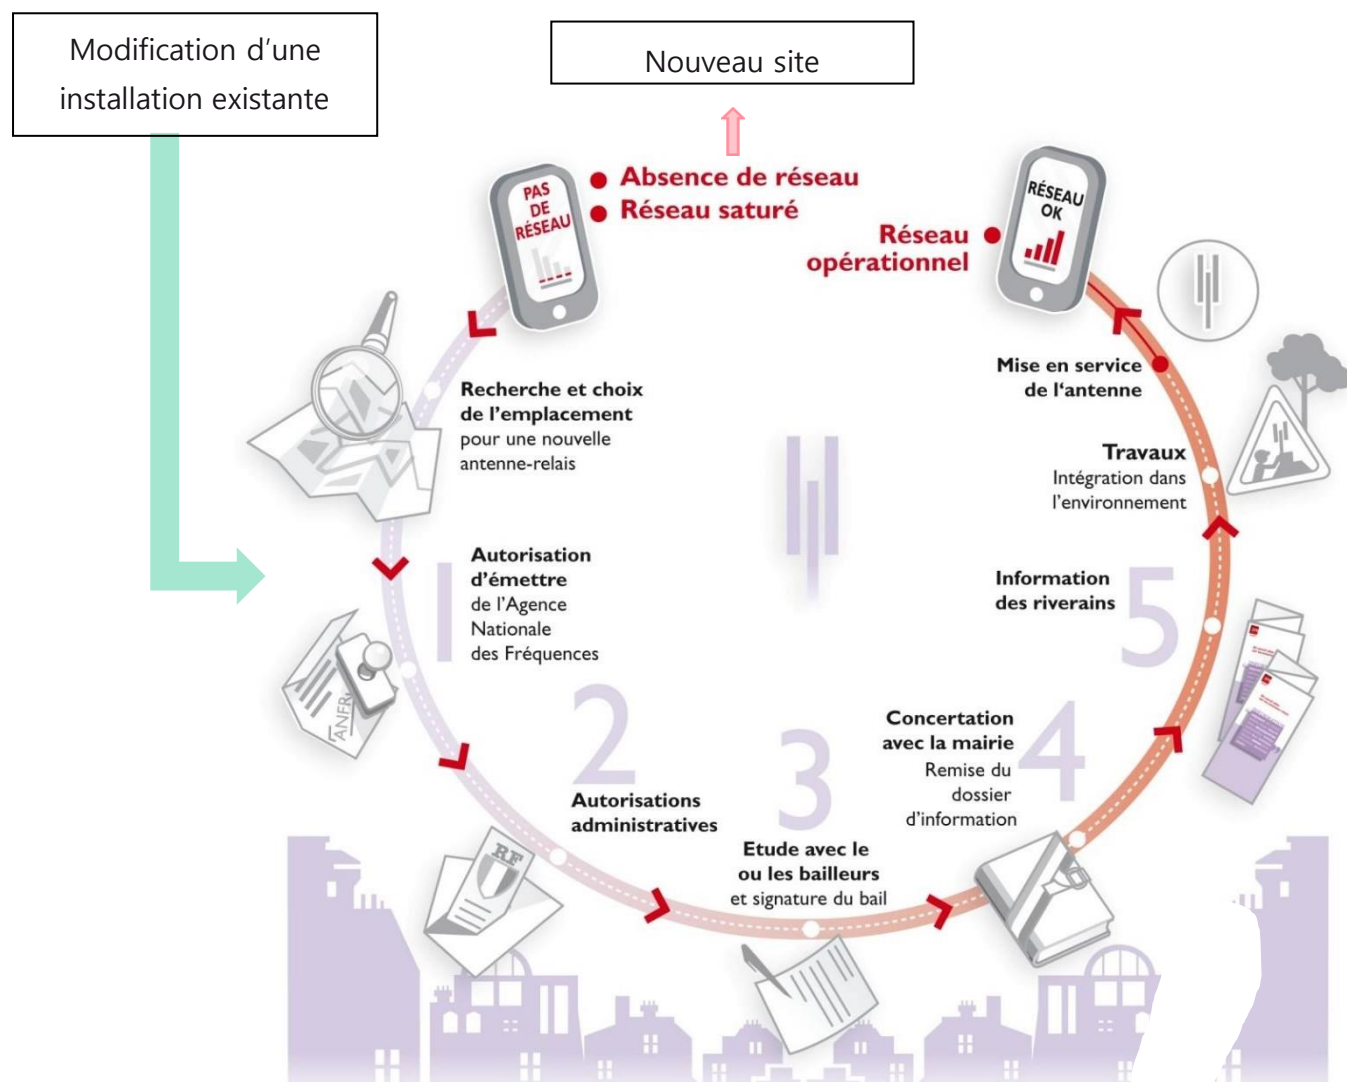 Modification d'une
installation existante
Nouveau site
PAS
DE
RÉSEAU
Absence de réseau
Réseau saturé
Réseau
opérationnel
RÉSEAU
OK
Recherche et choix
de l'emplacement
pour une nouvelle
antenne-relais
1
Autorisation
d'émettre
de l'Agence
Nationale
des Fréquences
ANFR
2
Autorisations
administratives
RF
3
Etude avec le
ou les bailleurs
et signature du bail
4
Concertation
avec la mairie
Remise du
dossier
d'information
5
Information
des riverains
Travaux
Intégration dans
l'environnement
Mise en service
de l'antenne